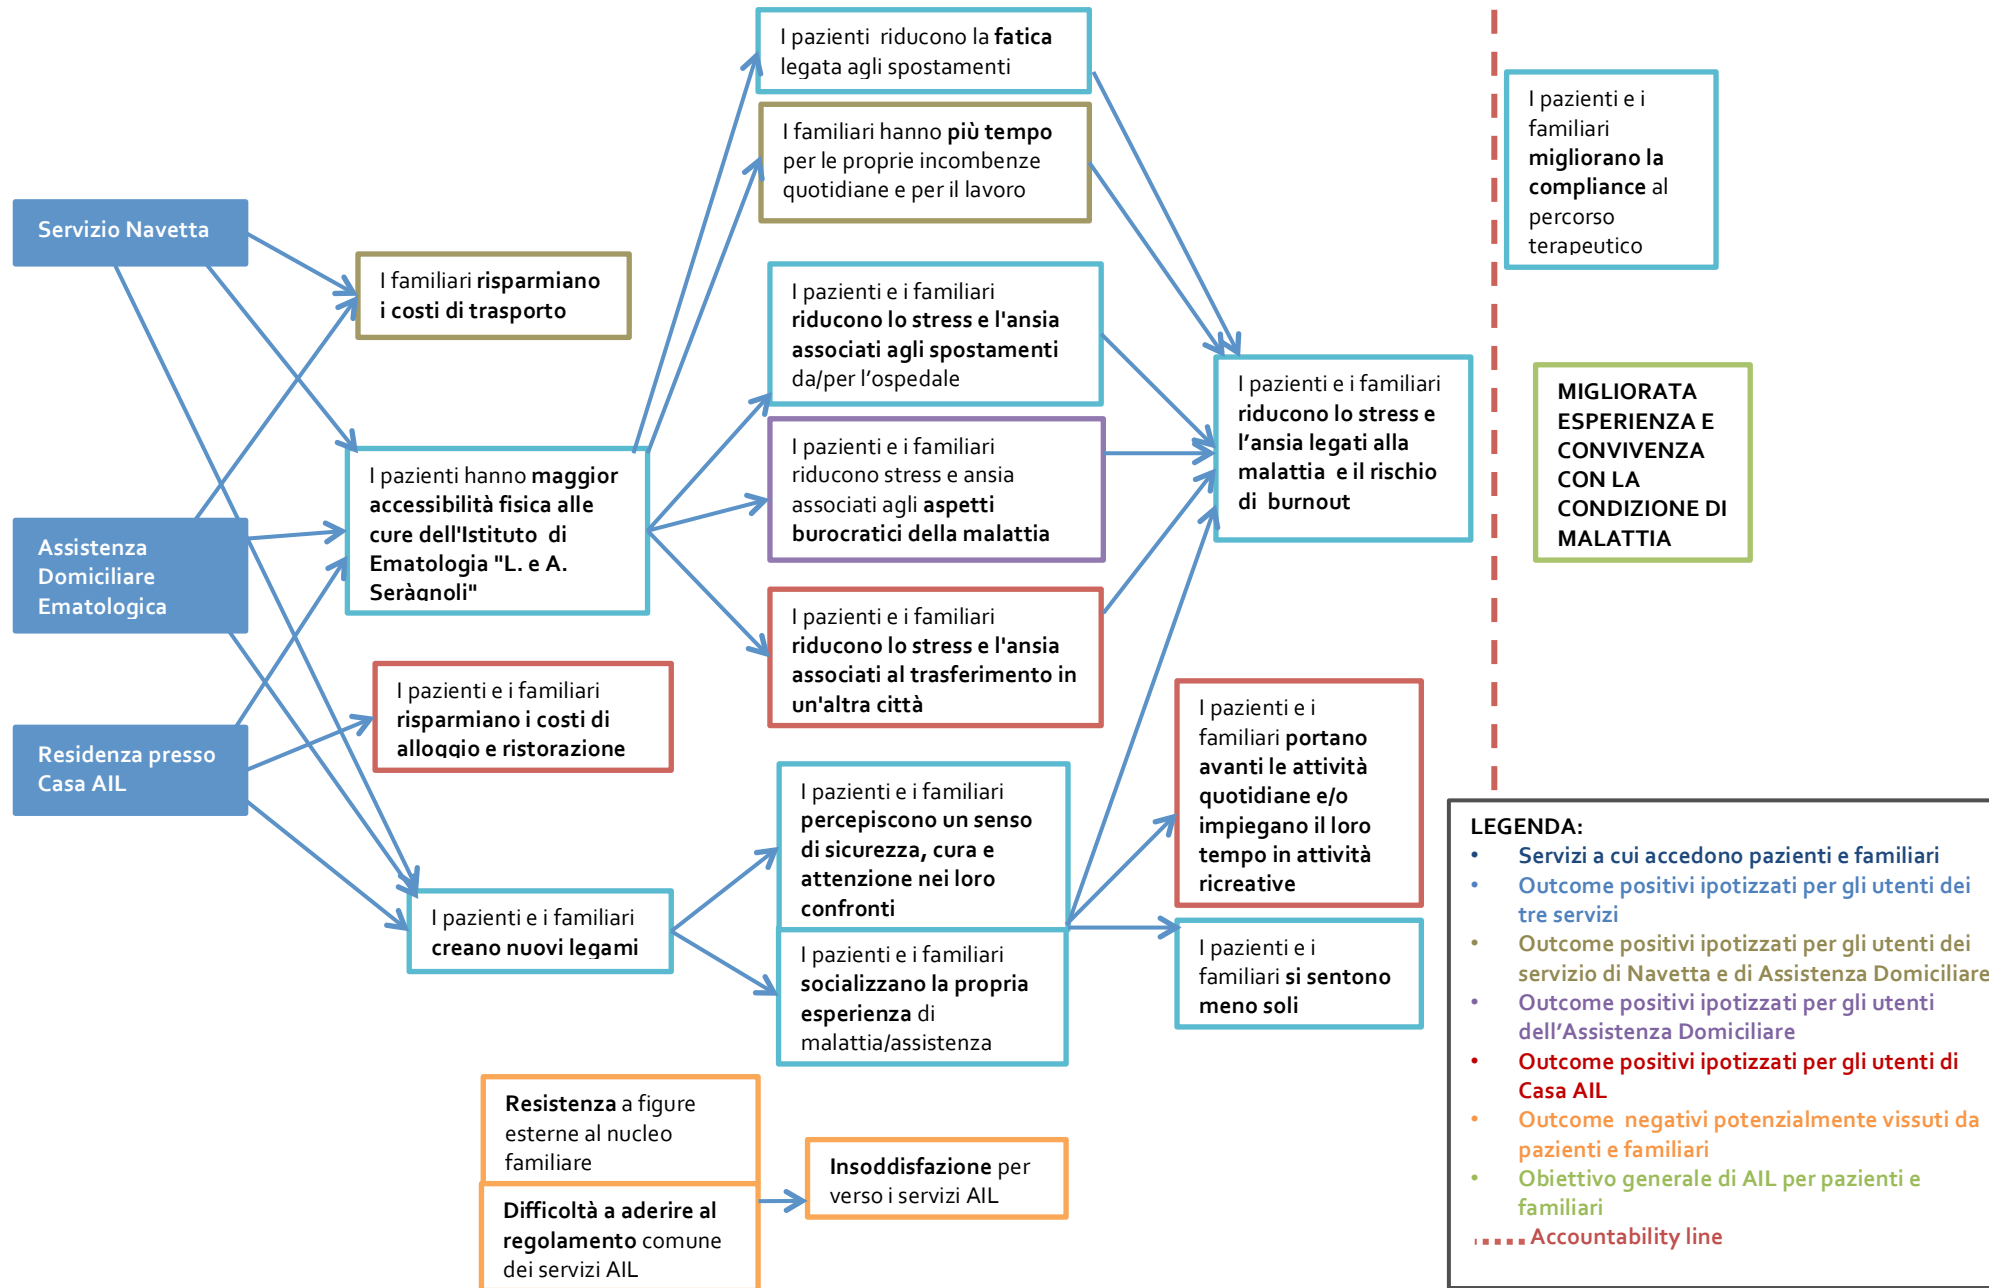 I pazienti riducono la fatica
legata agli spostamenti
I familiari hanno più tempo
per le proprie incombenze
quotidiane e per il lavoro
I pazienti e i
familiari
migliorano la
compliance al
percorso
terapeutico
Servizio Navetta
I familiari risparmiano
i costi di trasporto
I pazienti e i familiari
riducono lo stress e l'ansia
associati agli spostamenti
da/per l’ospedale
I pazienti e i familiari
riducono lo stress e
l’ansia legati alla
malattia e il rischio
di burnout
MIGLIORATA
ESPERIENZA E
CONVIVENZA
CON LA
CONDIZIONE DI
MALATTIA
I pazienti hanno maggior
accessibilità fisica alle
cure dell'Istituto di
Ematologia "L. e A.
Seràgnoli"
I pazienti e i familiari
riducono stress e ansia
associati agli aspetti
burocratici della malattia
Assistenza
Domiciliare
Ematologica
I pazienti e i familiari
riducono lo stress e l'ansia
associati al trasferimento in
un'altra città
I pazienti e i familiari
risparmiano i costi di
alloggio e ristorazione
Residenza presso
Casa AIL
I pazienti e i
familiari portano
avanti le attività
quotidiane e/o
impiegano il loro
tempo in attività
ricreative
I pazienti e i familiari
percepiscono un senso
di sicurezza, cura e
attenzione nei loro
confronti
I pazienti e i familiari
creano nuovi legami
I pazienti e i familiari
socializzano la propria
esperienza di
malattia/assistenza
I pazienti e i
familiari si sentono
meno soli
Resistenza a figure
esterne al nucleo
familiare
Difficoltà a aderire al
regolamento comune
dei servizi AIL
Insoddisfazione per
verso i servizi AIL
LEGENDA:
• Servizi a cui accedono pazienti e familiari
• Outcome positivi ipotizzati per gli utenti dei
tre servizi
• Outcome positivi ipotizzati per gli utenti dei
servizio di Navetta e di Assistenza Domiciliare
• Outcome positivi ipotizzati per gli utenti
dell’Assistenza Domiciliare
• Outcome positivi ipotizzati per gli utenti di
Casa AIL
• Outcome negativi potenzialmente vissuti da
pazienti e familiari
• Obiettivo generale di AIL per pazienti e
familiari
Accountability line